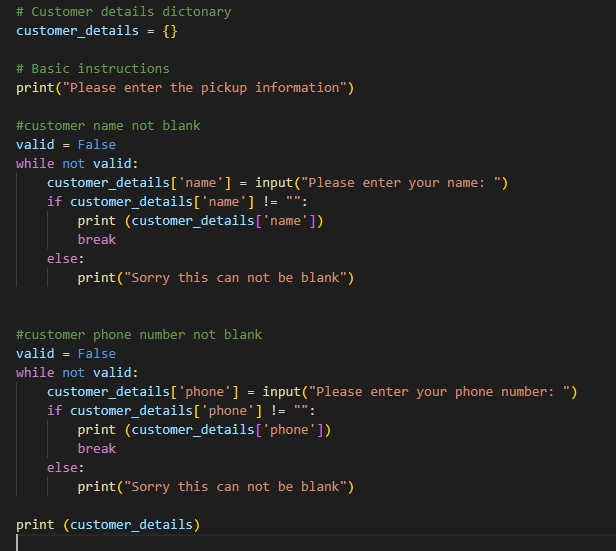 # Customer details dictonary
customer_details = {}
# Basic instructions
print("Please enter the pickup information")
#customer name not blank
valid = False
while not valid:
    customer_details['name'] = input("Please enter your name: ")
    if customer_details['name'] != "":
        print (customer_details['name'])
        break
    else:
        print("Sorry this can not be blank")
#customer phone number not blank
valid = False
while not valid:
    customer_details['phone'] = input("Please enter your phone number: ")
    if customer_details['phone'] != "":
        print (customer_details['phone'])
        break
    else:
        print("Sorry this can not be blank")
print (customer_details)